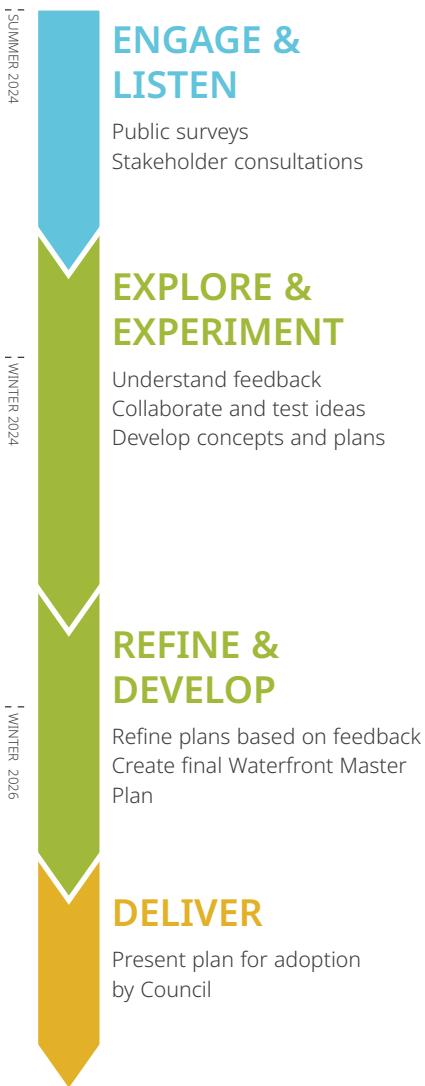 SUMMER 2024
ENGAGE &
LISTEN
Public surveys
Stakeholder consultations
EXPLORE &
EXPERIMENT
WINTER 2024
Understand feedback
Collaborate and test ideas
Develop concepts and plans
REFINE &
DEVELOP
WINTER 2026
Refine plans based on feedback
Create final Waterfront Master
Plan
DELIVER
Present plan for adoption
by Council